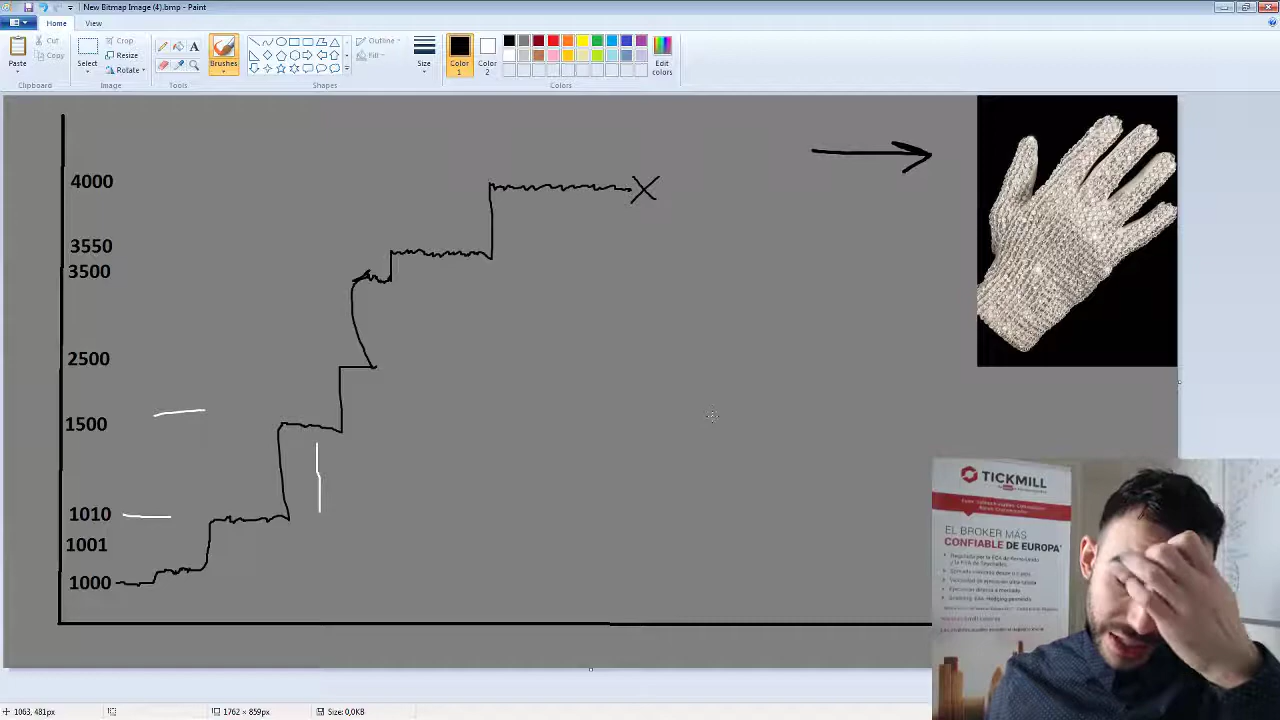 New Bitmap Image (4).bmp - Paint
Home View
Paste
Cut
Copy
Clipboard
Select
Crop
Resize
Rotate
Image
A
Tools
Brushes
Outline
Fill
Shapes
Size
Color 1
Color 2
Edit colors
Colors
4000
3550
3500
2500
1500
1010
1001
1000
TICKMILL
EL BROKER MÁS
CONFIABLE DE EUROPA
1063, 481px
1762 × 859px
Size: 0,0KB